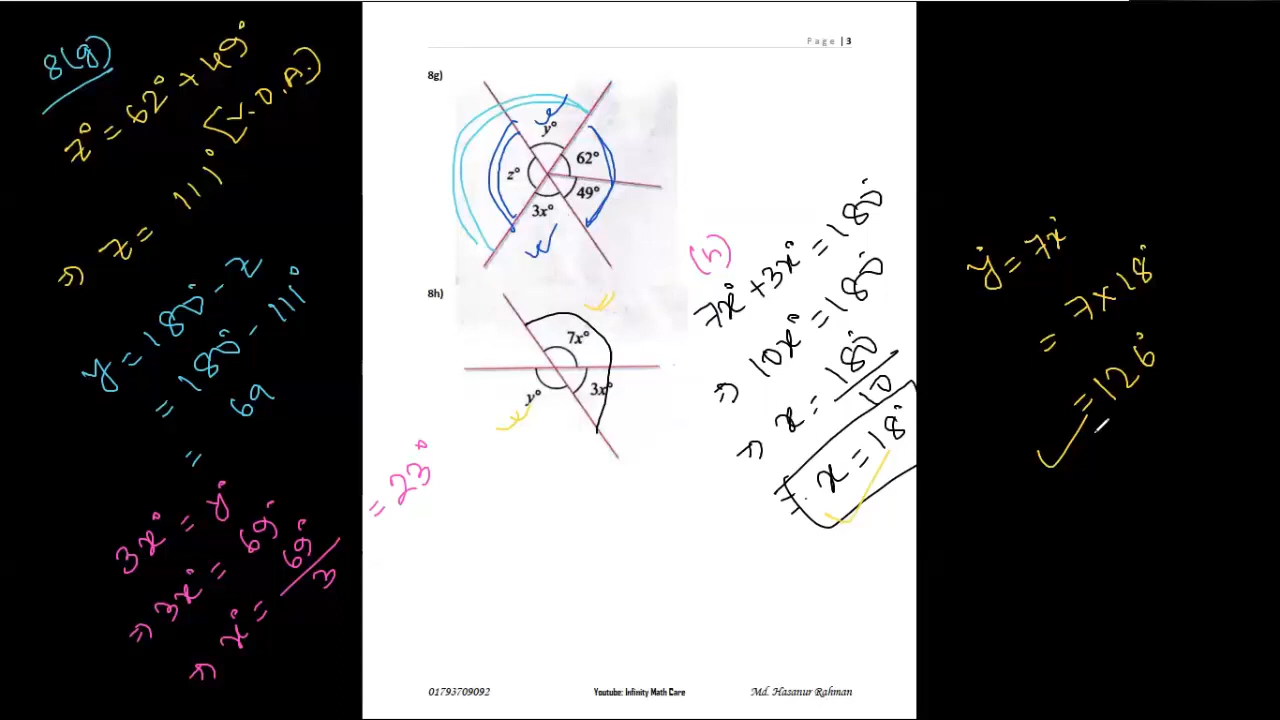 8(g)
z° = 62° + 49°
[V.O.A.)
⇒ z = 111°
y = 180° - z
= 180° - 111°
= 69
3x° = y°
⇒ 3x° = 69°
⇒ x° = 69°/3
= 23°
Page | 3
8g)
y°
62°
z°
49°
3x°
8h)
7x°
3x°
y°
(h)
7x° + 3x° = 180°
⇒ 10x° = 180°
⇒ x = 180°/10
x = 18°
y° = 7x°
= 7 × 18°
= 126°
01793709092
Youtube: Infinity Math Care
Md. Hasanur Rahman